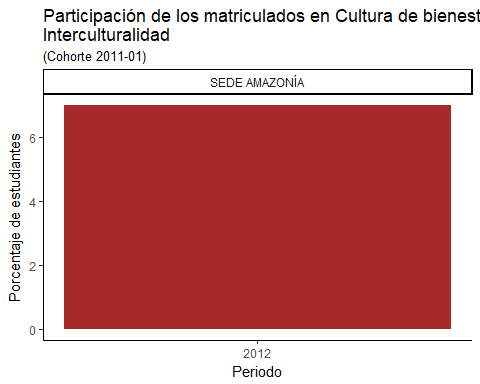 Participación de los matriculados en Cultura de
Interculturalidad
(Cohorte 2011-01)
SEDE AMAZONÍA
Porcentaje de estudiantes
6
4
2
0
2012
Periodo